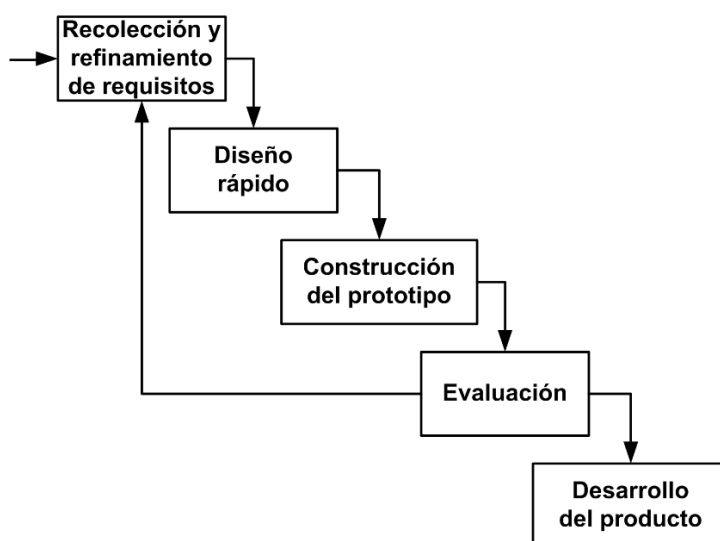 Recolección y
refinamiento
de requisitos
Diseño
rápido
Construcción
del prototipo
Evaluación
Desarrollo
del producto